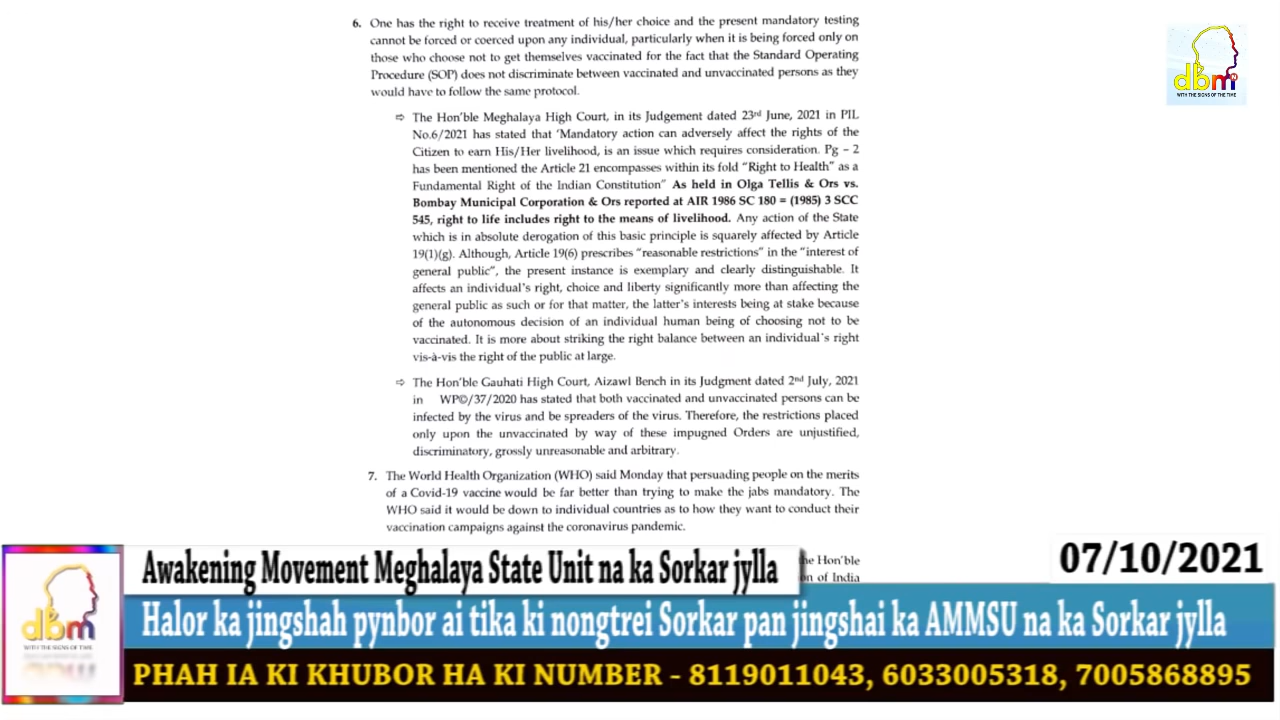 6. One has the right to receive treatment of his/her choice and the present mandatory testing
cannot be forced or coerced upon any individual, particularly when it is being forced only on
those who choose not to get themselves vaccinated for the fact that the Standard Operating
Procedure (SOP) does not discriminate between vaccinated and unvaccinated persons as they
would have to follow the same protocol.
⇨ The Hon'ble Meghalaya High Court, in its Judgement dated 23rd June, 2021 in PIL
No.6/2021 has stated that 'Mandatory action can adversely affect the rights of the
Citizen to earn His/Her livelihood, is an issue which requires consideration. Pg – 2
has been mentioned the Article 21 encompasses within its fold "Right to Health" as a
Fundamental Right of the Indian Constitution" As held in Olga Tellis & Ors vs.
Bombay Municipal Corporation & Ors reported at AIR 1986 SC 180 = (1985) 3 SCC
545, right to life includes right to the means of livelihood. Any action of the State
which is in absolute derogation of this basic principle is squarely affected by Article
19(1)(g). Although, Article 19(6) prescribes "reasonable restrictions" in the "interest of
general public", the present instance is exemplary and clearly distinguishable. It
affects an individual's right, choice and liberty significantly more than affecting the
general public as such or for that matter, the latter's interests being at stake because
of the autonomous decision of an individual human being of choosing not to be
vaccinated. It is more about striking the right balance between an individual's right
vis-à-vis the right of the public at large.
⇨ The Hon'ble Gauhati High Court, Aizawl Bench in its Judgment dated 2nd July, 2021
in WP©/37/2020 has stated that both vaccinated and unvaccinated persons can be
infected by the virus and be spreaders of the virus. Therefore, the restrictions placed
only upon the unvaccinated by way of these impugned Orders are unjustified,
discriminatory, grossly unreasonable and arbitrary.
7. The World Health Organization (WHO) said Monday that persuading people on the merits
of a Covid-19 vaccine would be far better than trying to make the jabs mandatory. The
WHO said it would be down to individual countries as to how they want to conduct their
vaccination campaigns against the coronavirus pandemic.
he Hon'ble
on of India
dbm
WITH THE SIGNS OF THE TIME
07/10/2021
Awakening Movement Meghalaya State Unit na ka Sorkar jylla
Halor ka jingshah pynbor ai tika ki nongtrei Sorkar pan jingshai ka AMMSU na ka Sorkar jylla
PHAH IA KI KHUBOR HA KI NUMBER - 8119011043, 6033005318, 7005868895
dbm
WITH THE SIGNS OF THE TIME